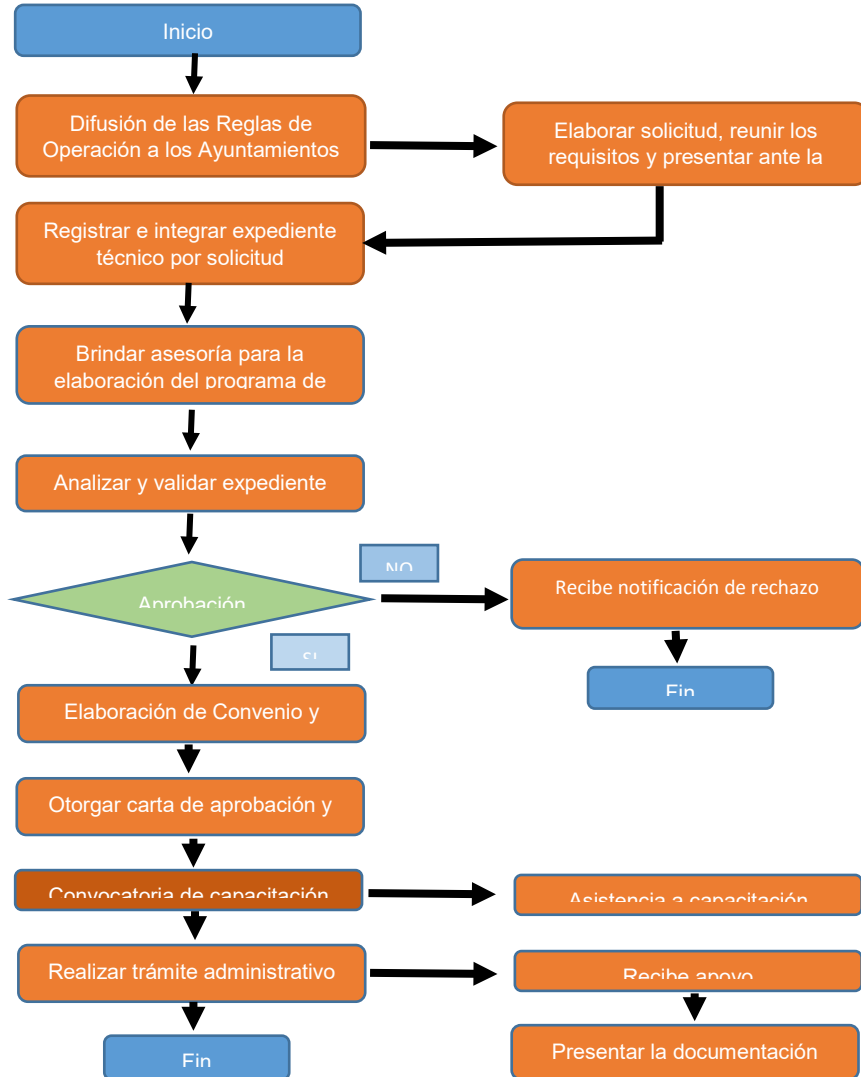 Inicio
Difusión de las Reglas de
Operación a los Ayuntamientos
Elaborar solicitud, reunir los
requisitos y presentar ante la
Registrar e integrar expediente
técnico por solicitud
Brindar asesoría para la
elaboración del programa de
Analizar y validar expediente
NO
Aprobación
Recibe notificación de rechazo
SI
Fin
Elaboración de Convenio y
Otorgar carta de aprobación y
Convocatoria de capacitación
Asistencia a capacitación
Realizar trámite administrativo
Recibe apoyo
Fin
Presentar la documentación